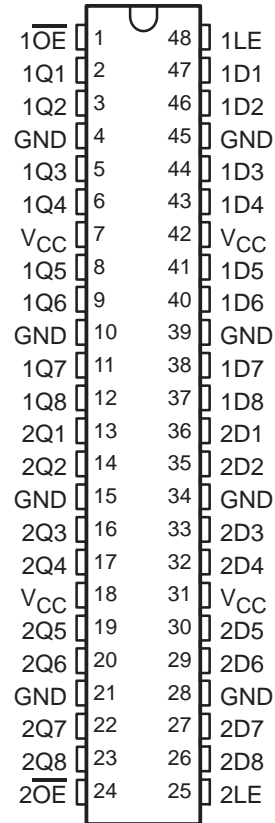 1O̅E̅ 1 48 1LE
1Q1 2 47 1D1
1Q2 3 46 1D2
GND 4 45 GND
1Q3 5 44 1D3
1Q4 6 43 1D4
VCC 7 42 VCC
1Q5 8 41 1D5
1Q6 9 40 1D6
GND 10 39 GND
1Q7 11 38 1D7
1Q8 12 37 1D8
2Q1 13 36 2D1
2Q2 14 35 2D2
GND 15 34 GND
2Q3 16 33 2D3
2Q4 17 32 2D4
VCC 18 31 VCC
2Q5 19 30 2D5
2Q6 20 29 2D6
GND 21 28 GND
2Q7 22 27 2D7
2Q8 23 26 2D8
2O̅E̅ 24 25 2LE